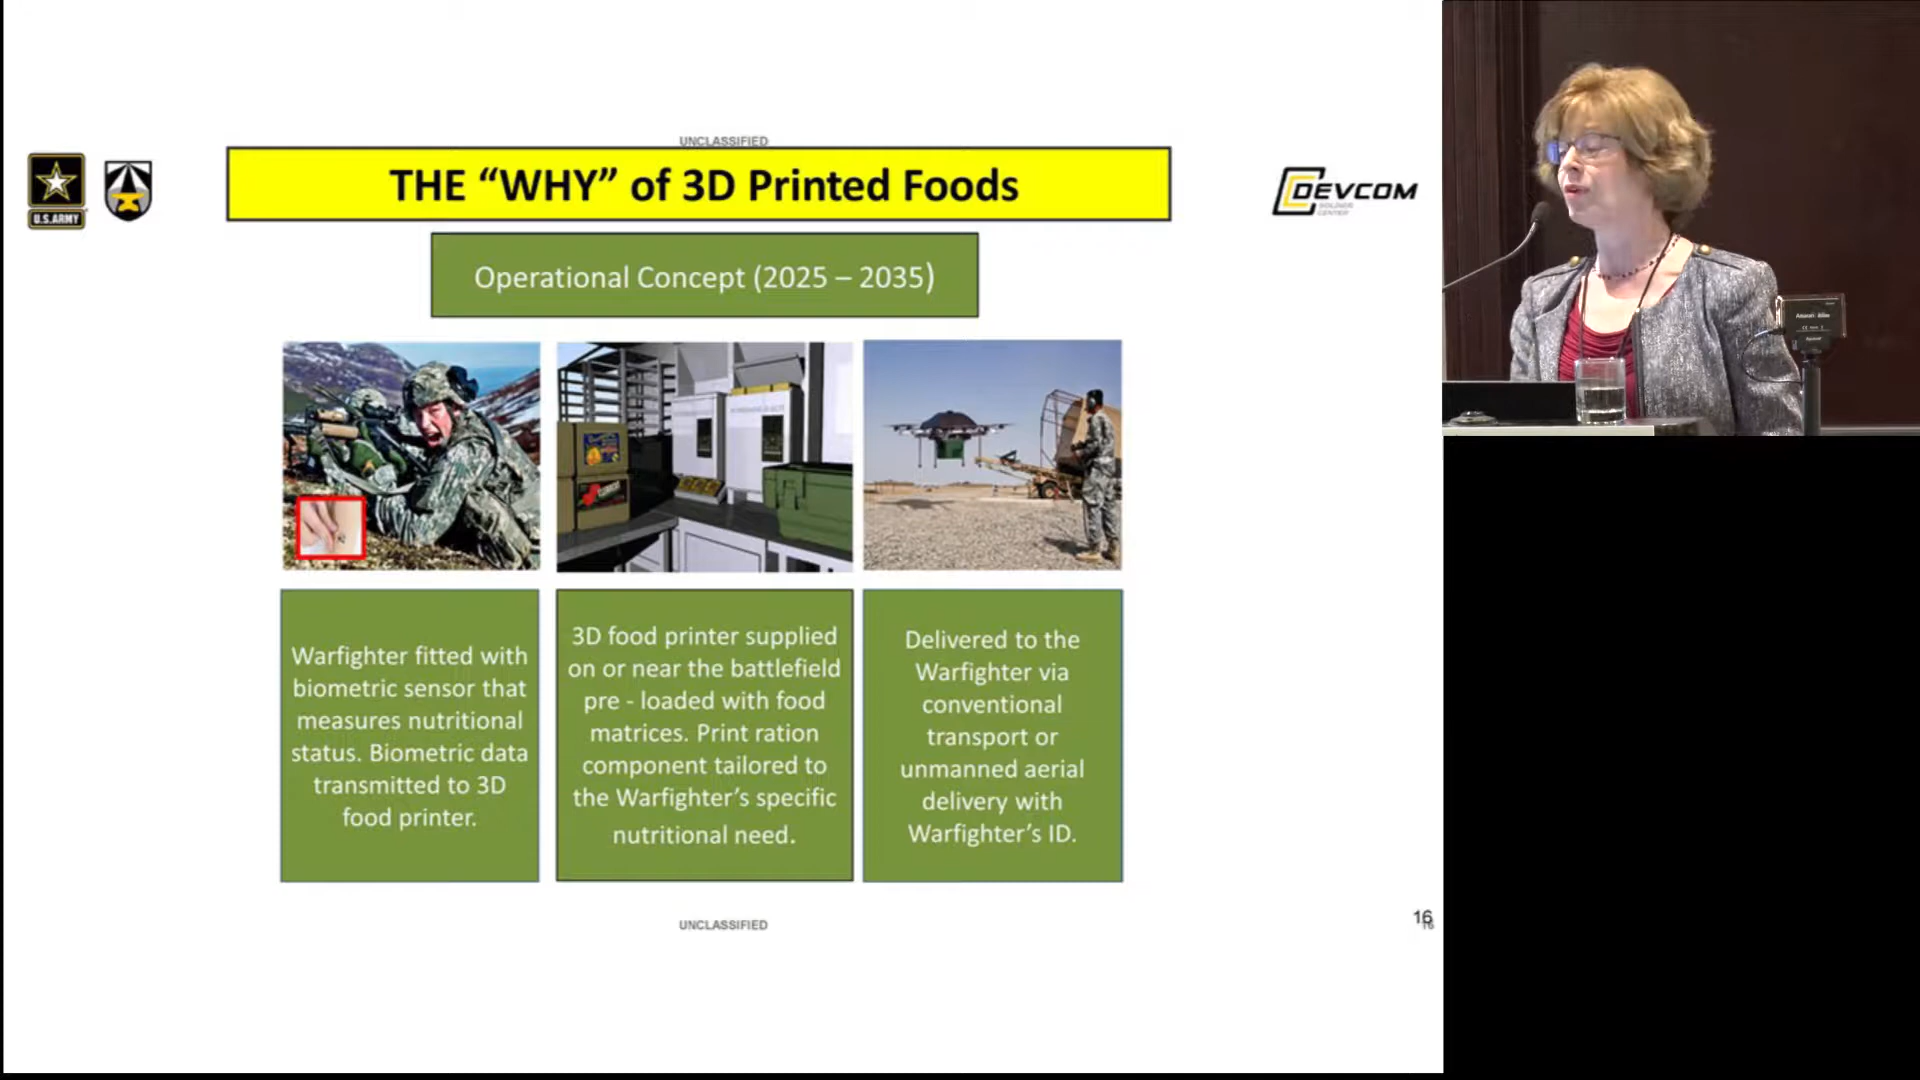 UNCLASSIFIED
THE “WHY” of 3D Printed Foods
U.S.ARMY
DEVCOM
SOLDIER
CENTER
Operational Concept (2025 – 2035)
Warfighter fitted with
biometric sensor that
measures nutritional
status. Biometric data
transmitted to 3D
food printer.
3D food printer supplied
on or near the battlefield
pre - loaded with food
matrices. Print ration
component tailored to
the Warfighter’s specific
nutritional need.
Delivered to the
Warfighter via
conventional
transport or
unmanned aerial
delivery with
Warfighter’s ID.
UNCLASSIFIED
16
16